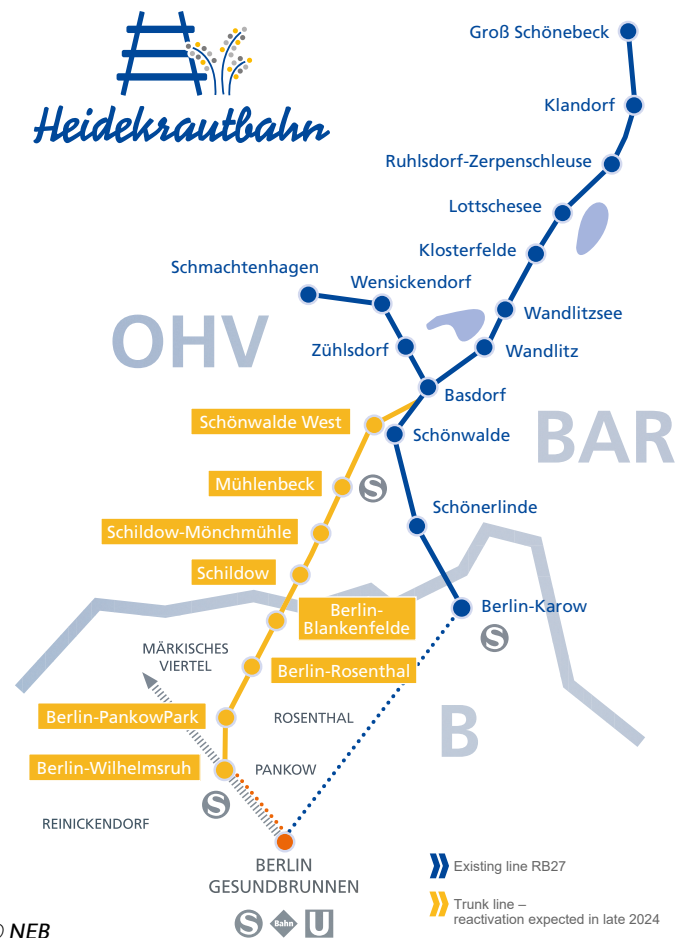 Heidekrautbahn
Groß Schönebeck
Klandorf
Ruhlsdorf-Zerpenschleuse
Lottschesee
Klosterfelde
Schmachtenhagen
Wensickendorf
Wandlitzsee
OHV
Zühlsdorf
Wandlitz
Basdorf
Schönwalde West
Schönwalde
BAR
Mühlenbeck
S
Schönerlinde
Schildow-Mönchmühle
Schildow
Berlin-
Blankenfelde
Berlin-Karow
S
MÄRKISCHES
VIERTEL
Berlin-Rosenthal
Berlin-PankowPark
ROSENTHAL
B
Berlin-Wilhelmsruh
PANKOW
S
REINICKENDORF
BERLIN
GESUNDBRUNNEN
S Bahn U
Existing line RB27
Trunk line –
reactivation expected in late 2024
© NEB